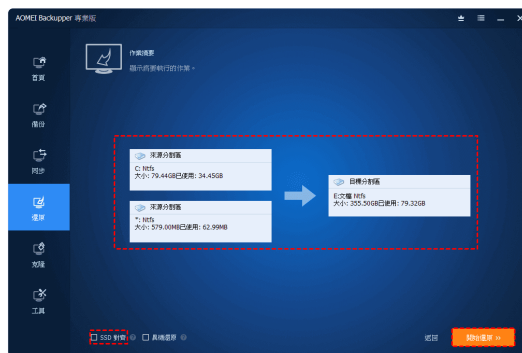 AOMEI Backupper 專業版
作業摘要
顯示將要執行的作業。
首頁
備份
同步
還原
克隆
工具
來源分割區
C: Ntfs
大小: 79.44GB已使用: 34.45GB
來源分割區
*: Ntfs
大小: 579.00MB已使用: 62.99MB
目標分割區
E:文檔 Ntfs
大小: 355.50GB已使用: 79.32GB
SSD 對齊
異機還原
返回
開始還原 »